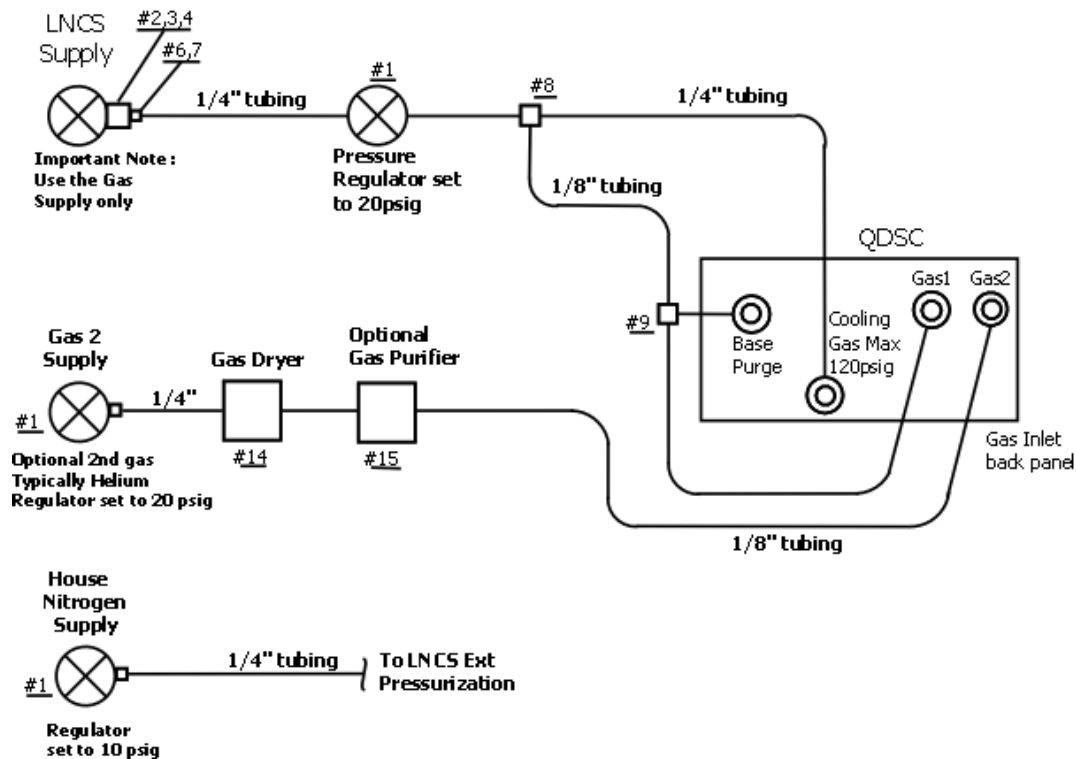 LNCS
Supply
#2,3,4
#6,7
1/4" tubing
#1
#8
1/4" tubing
Important Note :
Use the Gas
Supply only
Pressure
Regulator set
to 20psig
1/8" tubing
QDSC
Gas1
Gas2
#9
Base
Purge
Cooling
Gas Max
120psig
Gas Inlet
back panel
Gas 2
Supply
#1
1/4"
Gas Dryer
#14
Optional
Gas Purifier
#15
Optional 2nd gas
Typically Helium
Regulator set to 20 psig
1/8" tubing
House
Nitrogen
Supply
#1
1/4" tubing
To LNCS Ext
Pressurization
Regulator
set to 10 psig